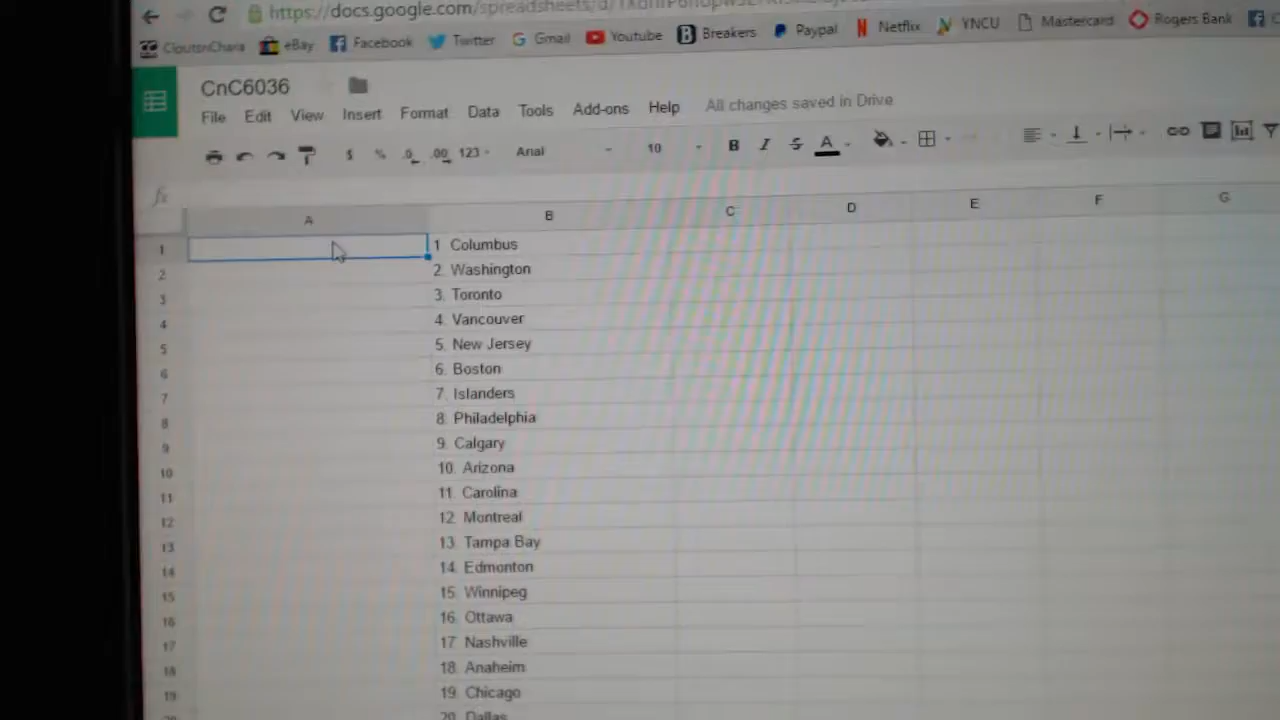 https://docs.google.com/spreadsheets/d/
CloutsnChara eBay Facebook Twitter Gmail Youtube Breakers Paypal Netflix YNCU Mastercard Rogers Bank
CnC6036
File Edit View Insert Format Data Tools Add-ons Help All changes saved in Drive
$ % .0 .00 123 Arial 10 B I S A
fx
A B C D E F G
1 1 Columbus
2 2. Washington
3 3. Toronto
4 4. Vancouver
5 5. New Jersey
6 6. Boston
7 7. Islanders
8 8. Philadelphia
9 9. Calgary
10 10. Arizona
11 11. Carolina
12 12. Montreal
13 13. Tampa Bay
14 14. Edmonton
15 15. Winnipeg
16 16. Ottawa
17 17. Nashville
18 18. Anaheim
19 19. Chicago
20. Dallas